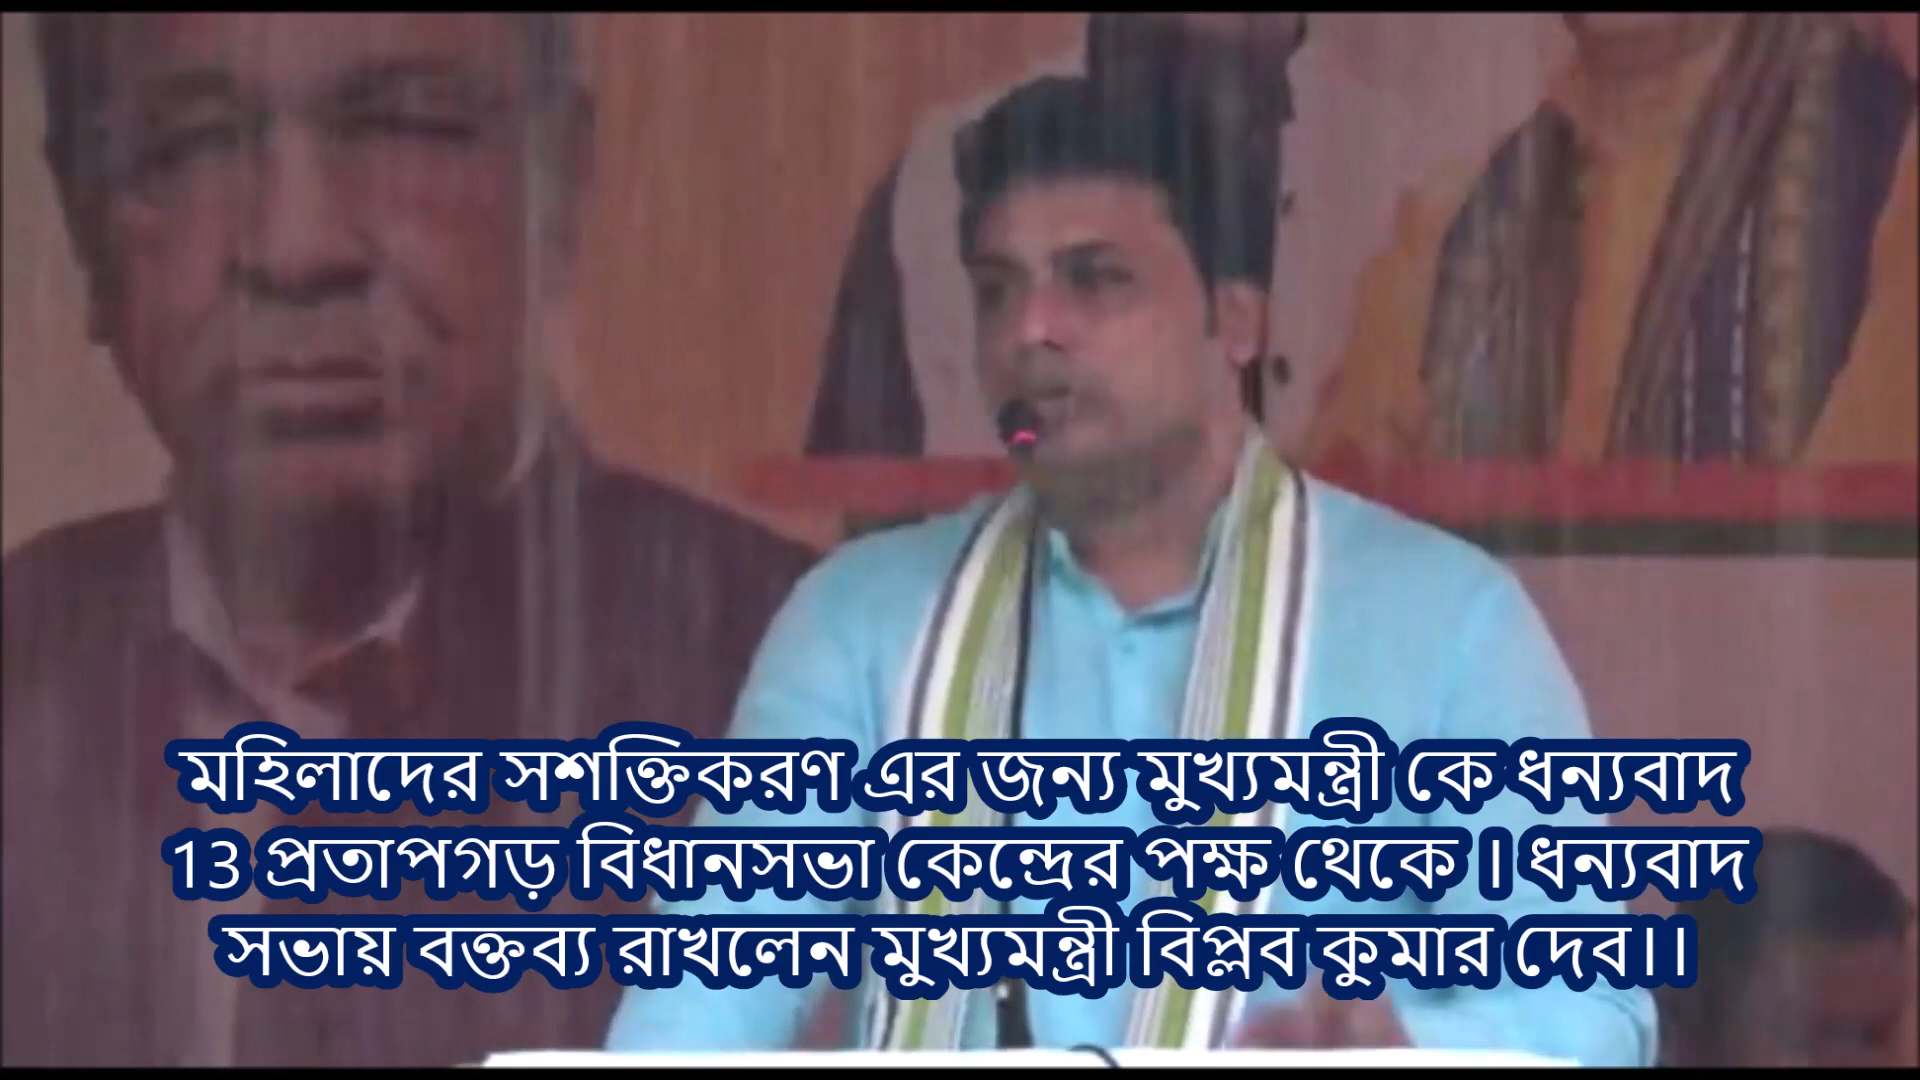 মহিলাদের সশক্তিকরণ এর জন্য মুখ্যমন্ত্রী কে ধন্যবাদ
13 প্রতাপগড় বিধানসভা কেন্দ্রের পক্ষ থেকে । ধন্যবাদ
সভায় বক্তব্য রাখলেন মুখ্যমন্ত্রী বিপ্লব কুমার দেব।।